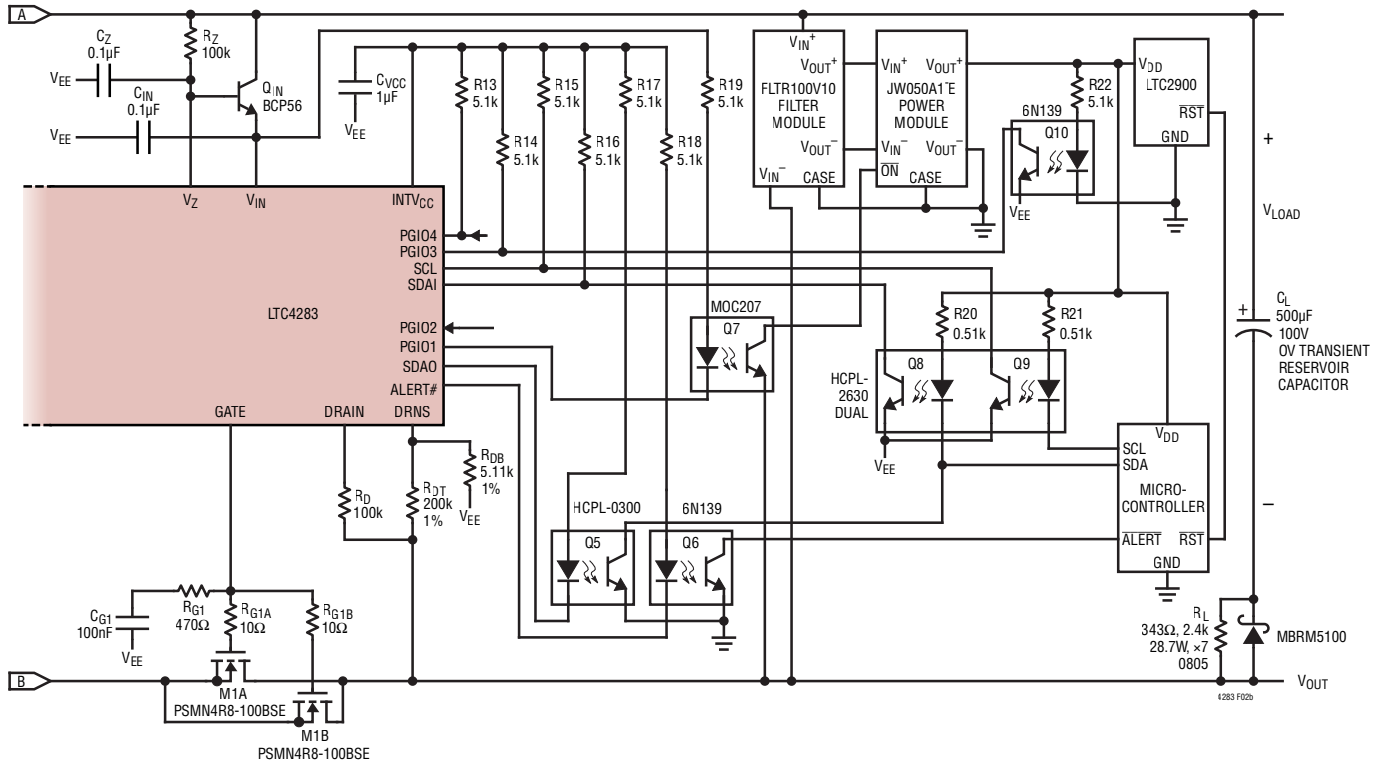 A
CZ
0.1µF
RZ
100k
VEE
CIN
0.1µF
QIN
BCP56
VEE
CVCC
1µF
VEE
R13
5.1k
R15
5.1k
R17
5.1k
R19
5.1k
R14
5.1k
R16
5.1k
R18
5.1k
VIN+
VOUT+
FLTR100V10
FILTER
MODULE
VOUT−
VIN−
CASE
VIN+
VOUT+
JW050A1-E
POWER
MODULE
VIN−
VOUT−
ON
CASE
R22
5.1k
6N139
Q10
VEE
VDD
LTC2900
RST
GND
+
VLOAD
−
VZ
VIN
INTVCC
PGIO4
PGIO3
SCL
SDAI
LTC4283
PGIO2
PGIO1
SDAO
ALERT#
GATE
DRAIN
DRNS
MOC207
Q7
R20
0.51k
R21
0.51k
HCPL-
2630
DUAL
Q8
Q9
VEE
+
CL
500µF
100V
OV TRANSIENT
RESERVOIR
CAPACITOR
VDD
SCL
SDA
MICRO-
CONTROLLER
ALERT
RST
GND
RD
100k
RDT
200k
1%
RDB
5.11k
1%
VEE
HCPL-0300
Q5
6N139
Q6
CG1
100nF
VEE
RG1
470Ω
RG1A
10Ω
RG1B
10Ω
RL
343Ω, 2.4k
28.7W, ×7
0805
MBRM5100
B
M1A
PSMN4R8-100BSE
M1B
PSMN4R8-100BSE
VOUT
4283 F02b